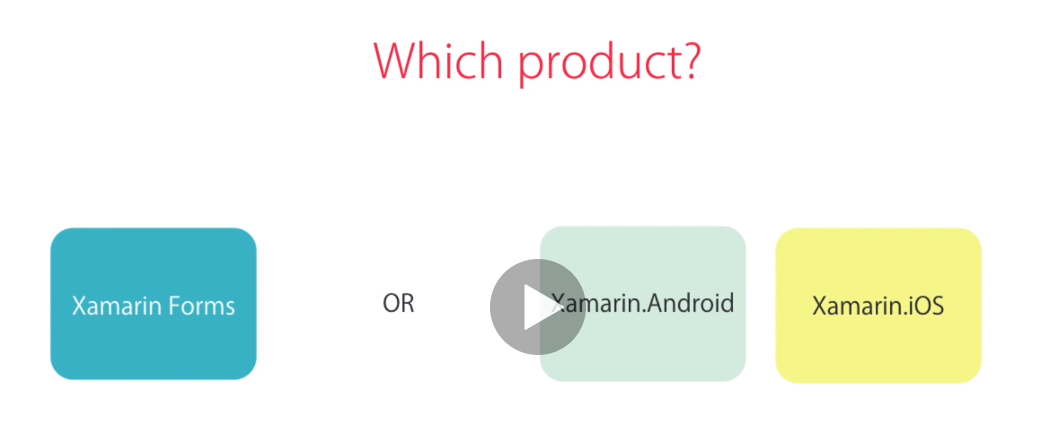 Which product?
Xamarin Forms
OR
Xamarin.Android
Xamarin.iOS